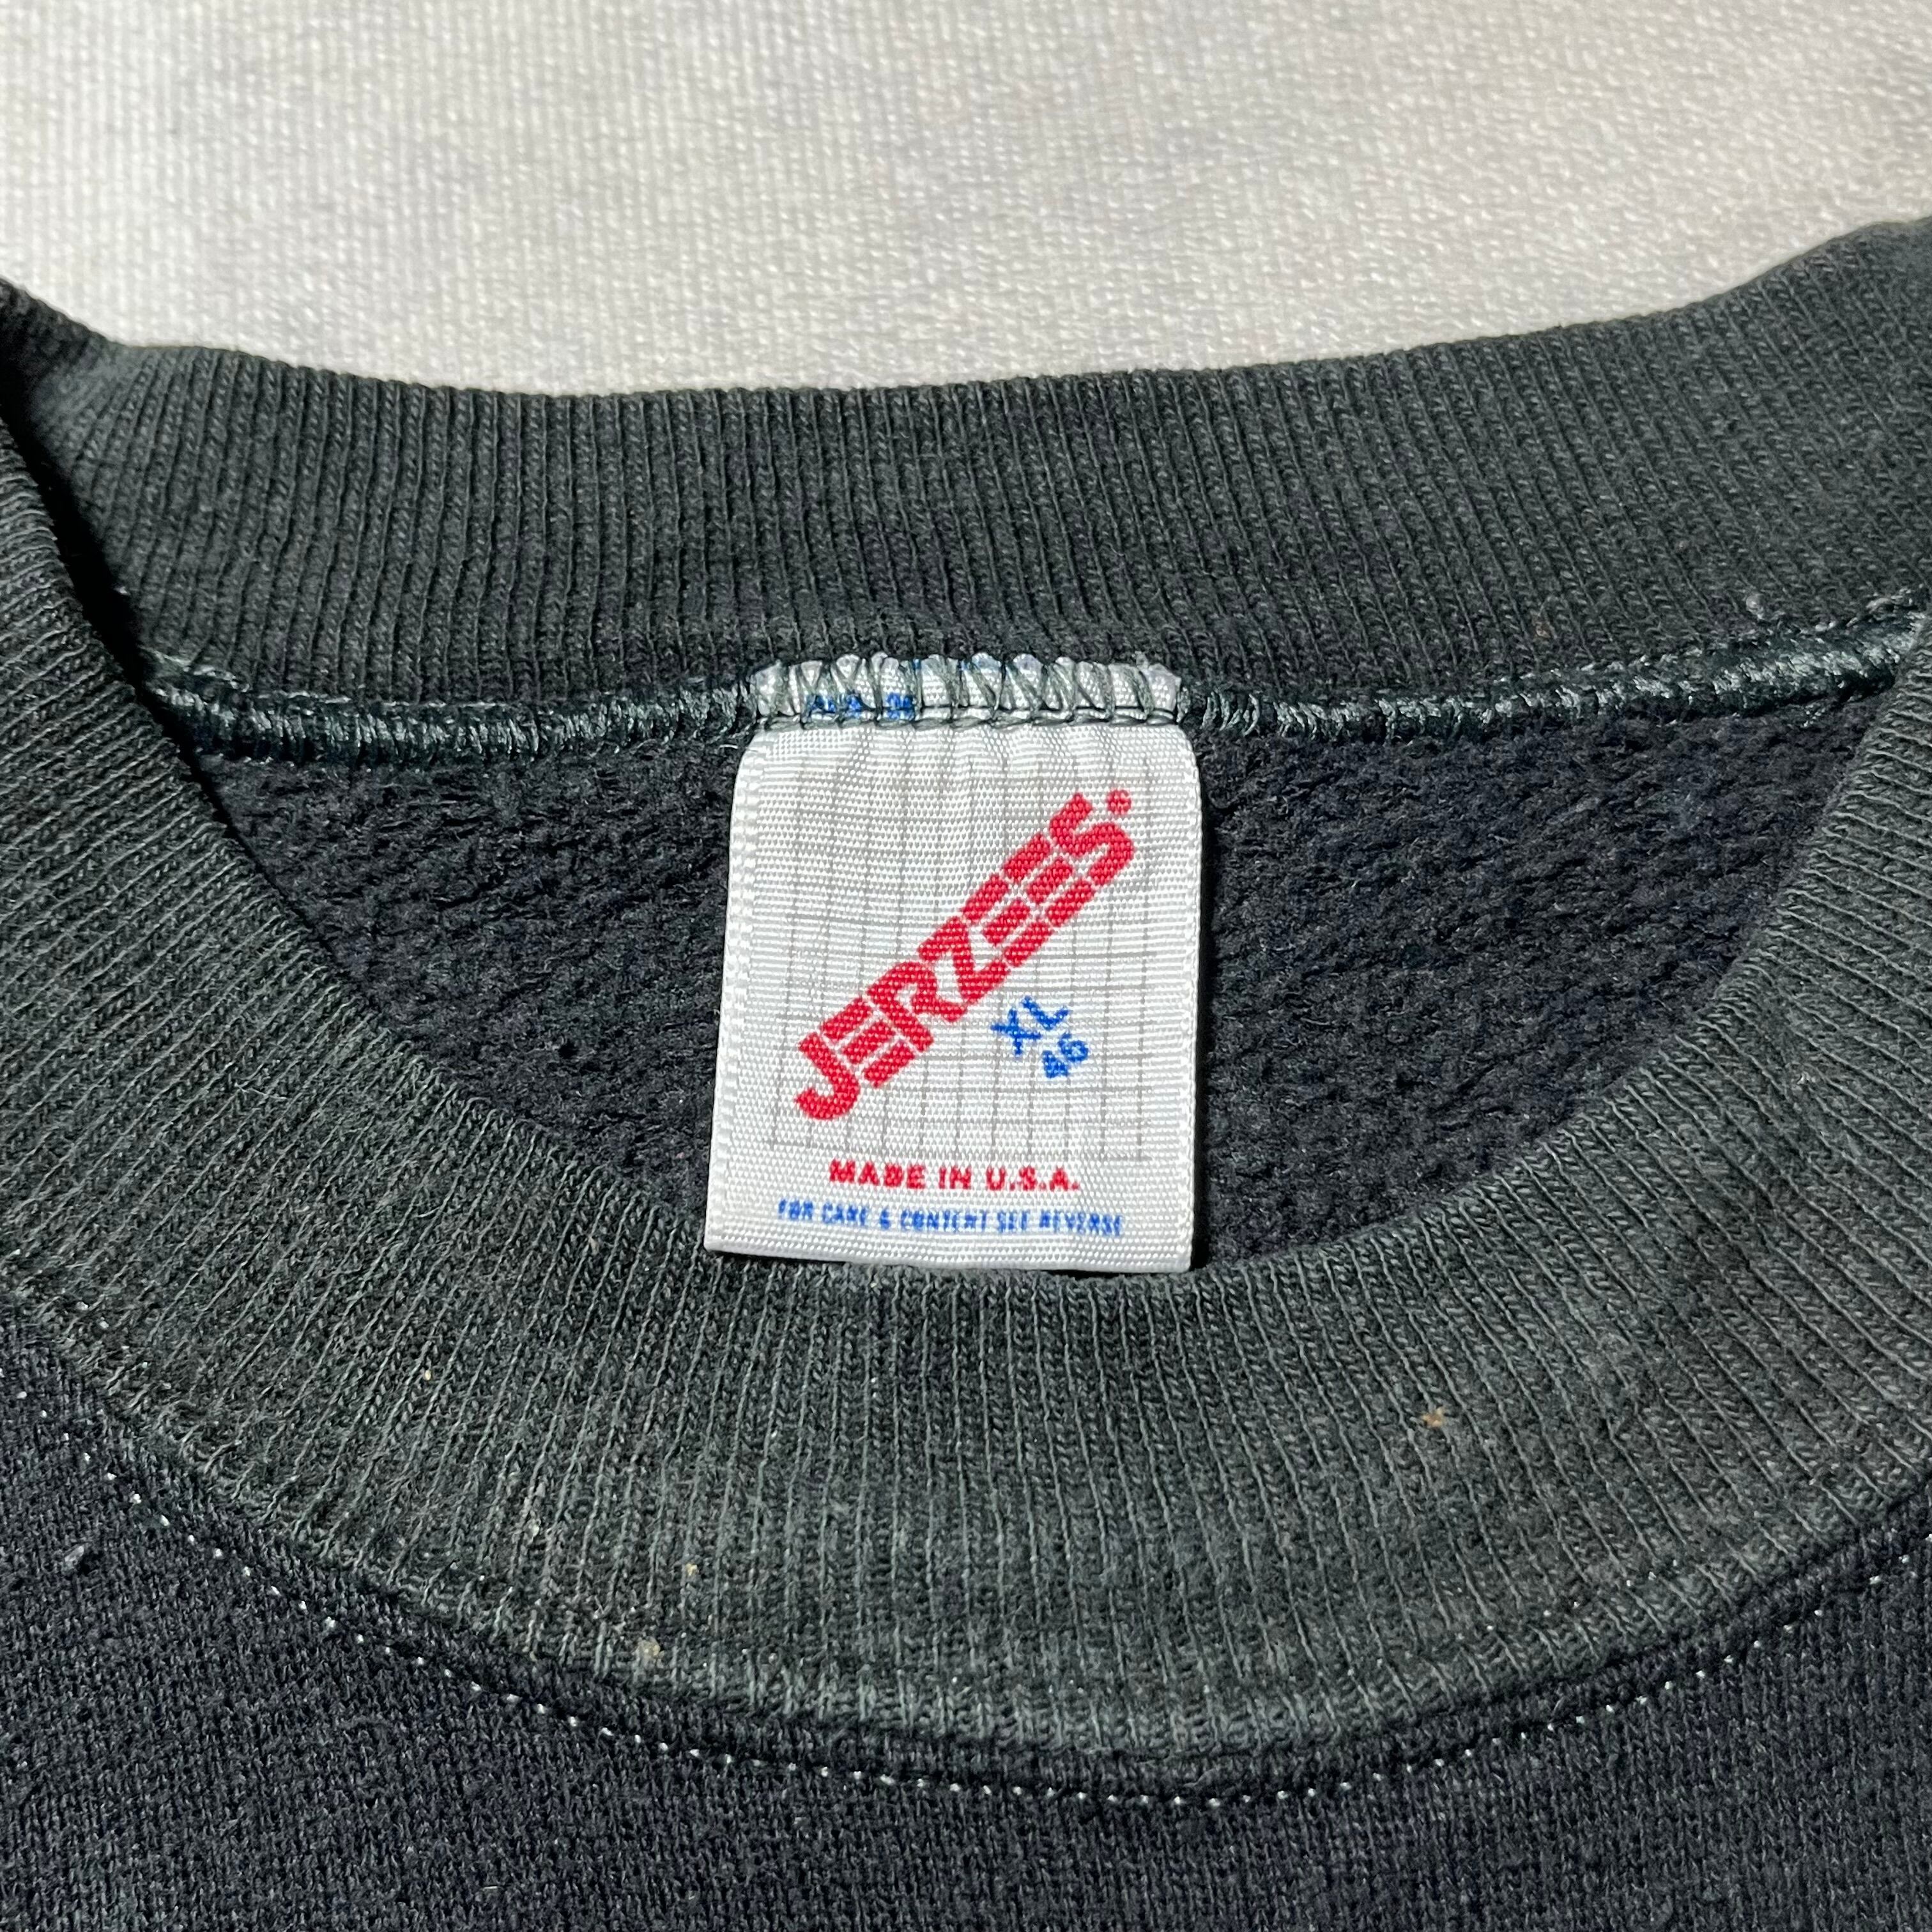 JERZEES®
XL
46
MADE IN U.S.A.
FOR CARE & CONTENT SEE REVERSE